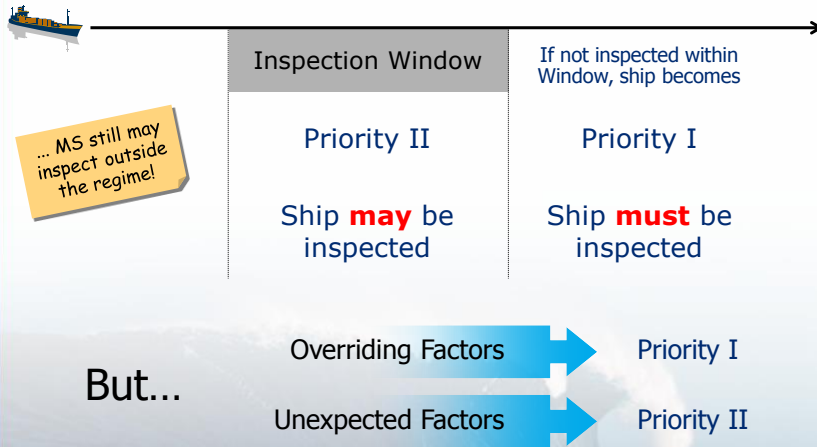 Inspection Window
If not inspected within
Window, ship becomes
... MS still may
inspect outside
the regime!
Priority II
Priority I
Ship may be
inspected
Ship must be
inspected
But...
Overriding Factors
Priority I
Unexpected Factors
Priority II